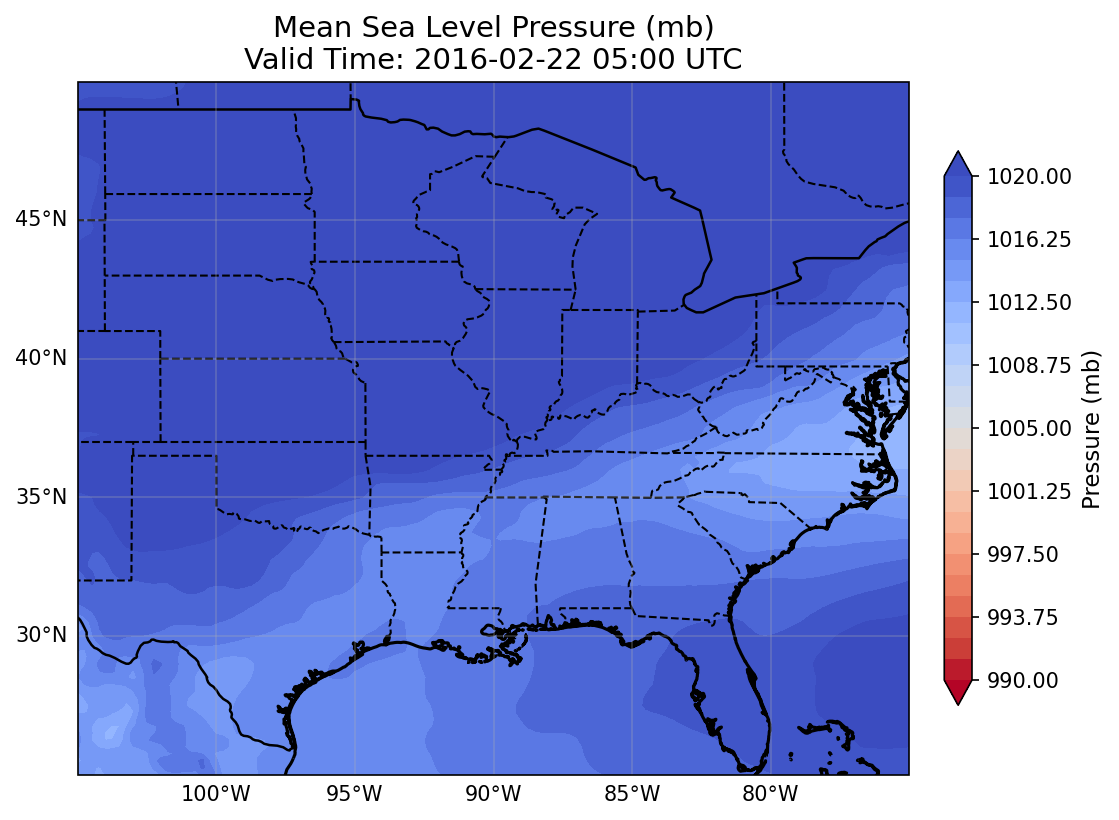 Mean Sea Level Pressure (mb)
Valid Time: 2016-02-22 05:00 UTC
45°N
40°N
35°N
30°N
100°W
95°W
90°W
85°W
80°W
1020.00
1016.25
1012.50
1008.75
1005.00
1001.25
997.50
993.75
990.00
Pressure (mb)